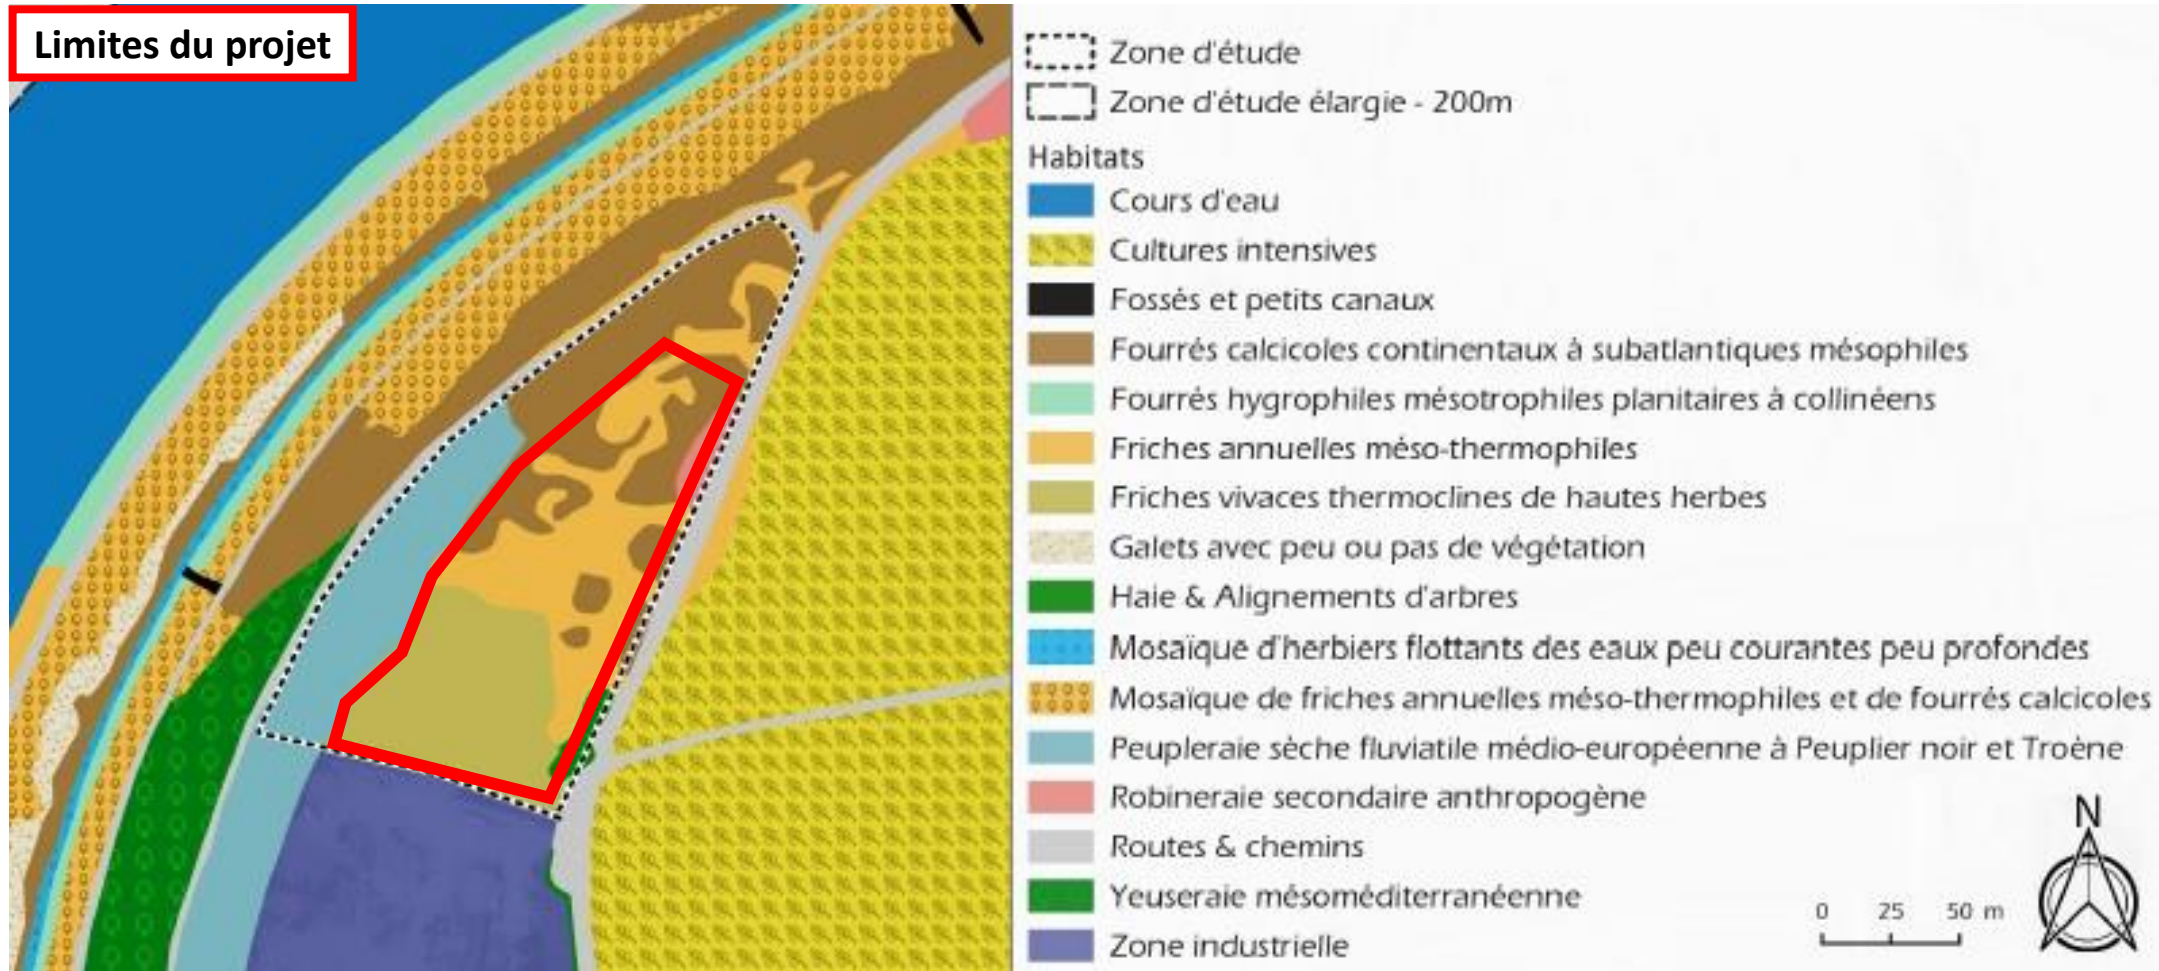 Limites du projet
Zone d'étude
Zone d'étude élargie - 200m
Habitats
Cours d'eau
Cultures intensives
Fossés et petits canaux
Fourrés calcicoles continentaux à subatlantiques mésophiles
Fourrés hygrophiles mésotrophiles planitaires à collinéens
Friches annuelles méso-thermophiles
Friches vivaces thermoclines de hautes herbes
Galets avec peu ou pas de végétation
Haie & Alignements d'arbres
Mosaïque d'herbiers flottants des eaux peu courantes peu profondes
Mosaïque de friches annuelles méso-thermophiles et de fourrés calcicoles
Peupleraie sèche fluviatile médio-européenne à Peuplier noir et Troène
Robineraie secondaire anthropogène
Routes & chemins
Yeuseraie mésoméditerranéenne
Zone industrielle
N
0 25 50 m